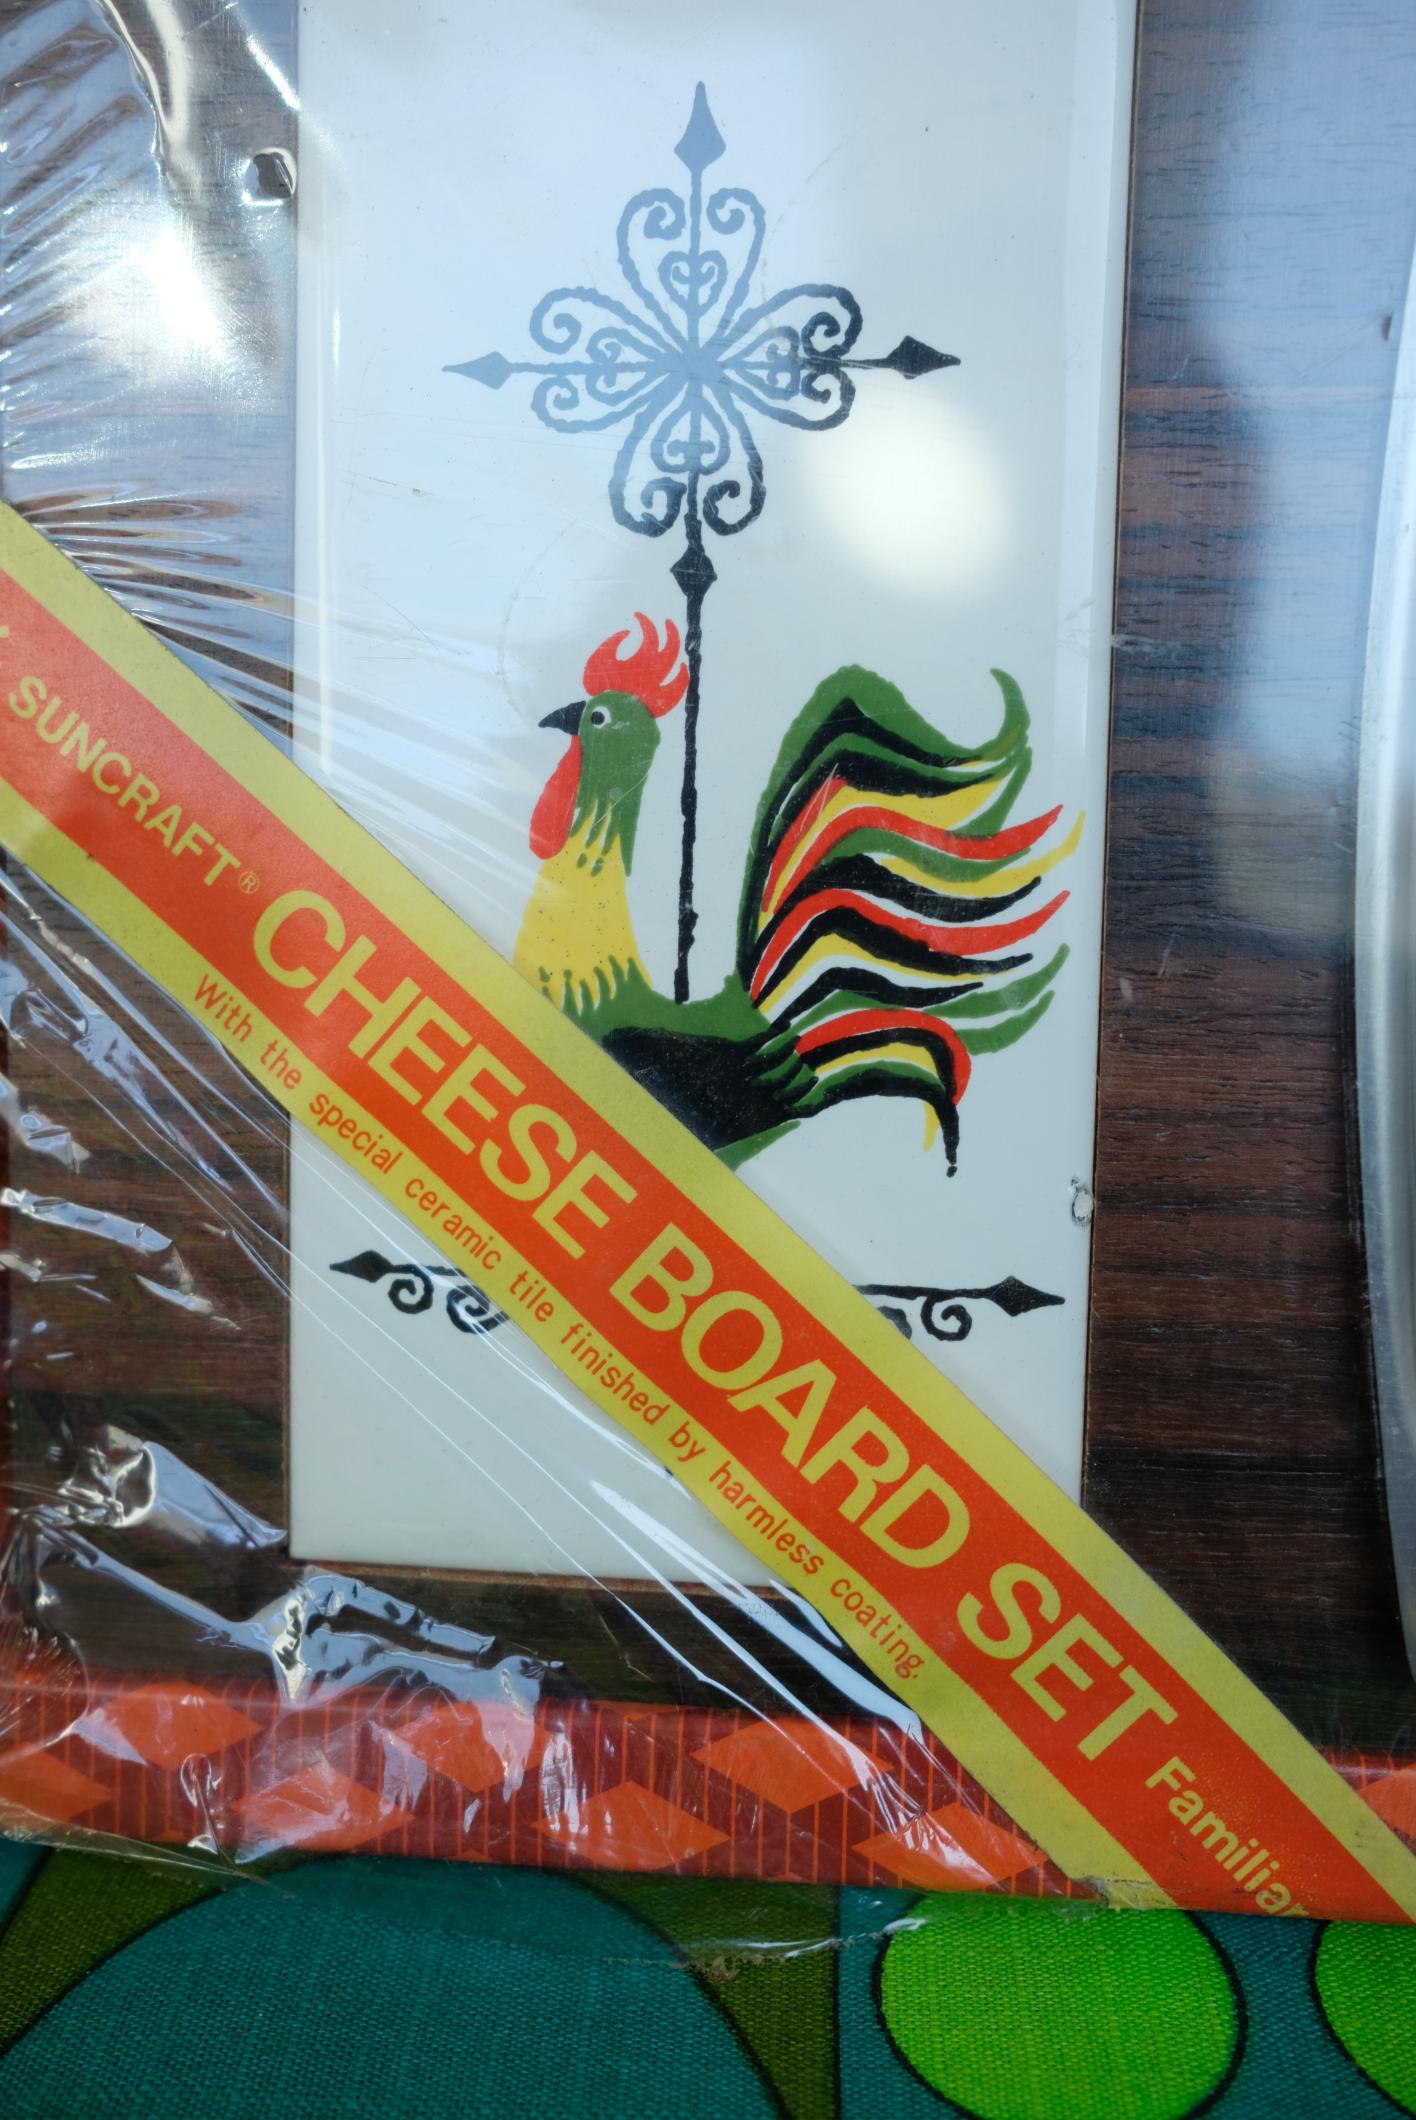 SUNCRAFT® CHEESE BOARD SET Familiar
With the special ceramic tile finished by harmless coating.